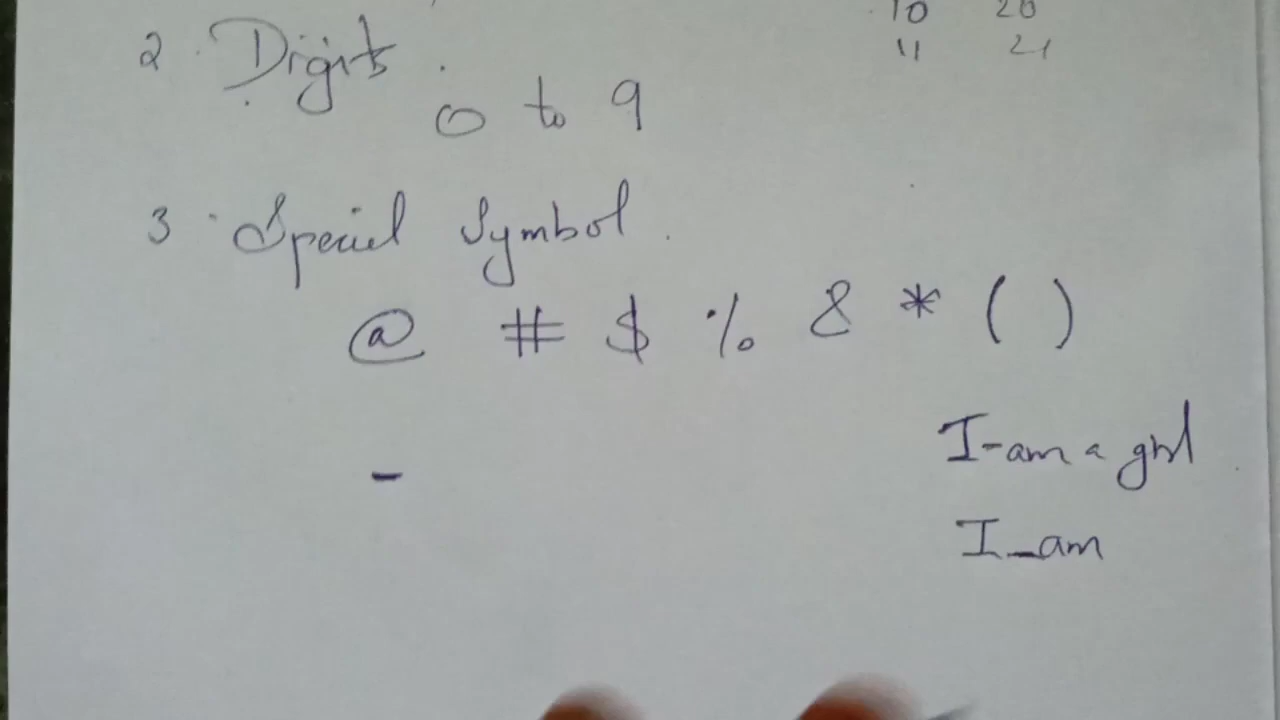 10 20
2. Digits.
11 21
0 to 9
3. Special Symbol.
@ # $ % & * ( )
I-am a girl
-
I_am